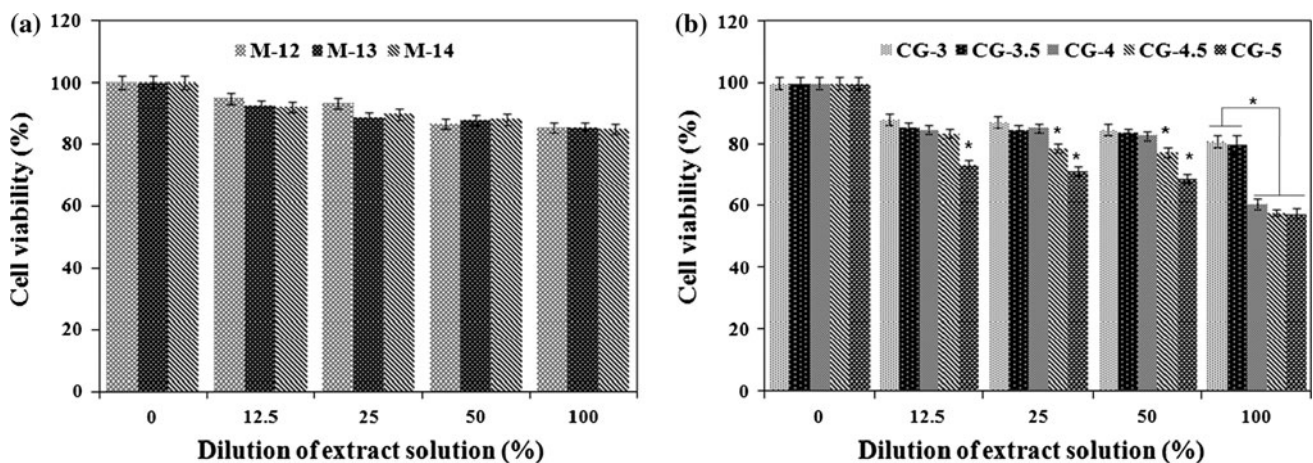 (a)
120
100
80
60
40
20
0
Cell viability (%)
M-12 M-13 M-14
0 12.5 25 50 100
Dilution of extract solution (%)
(b)
120
100
80
60
40
20
0
Cell viability (%)
CG-3 CG-3.5 CG-4 CG-4.5 CG-5
*
* *
* *
*
0 12.5 25 50 100
Dilution of extract solution (%)